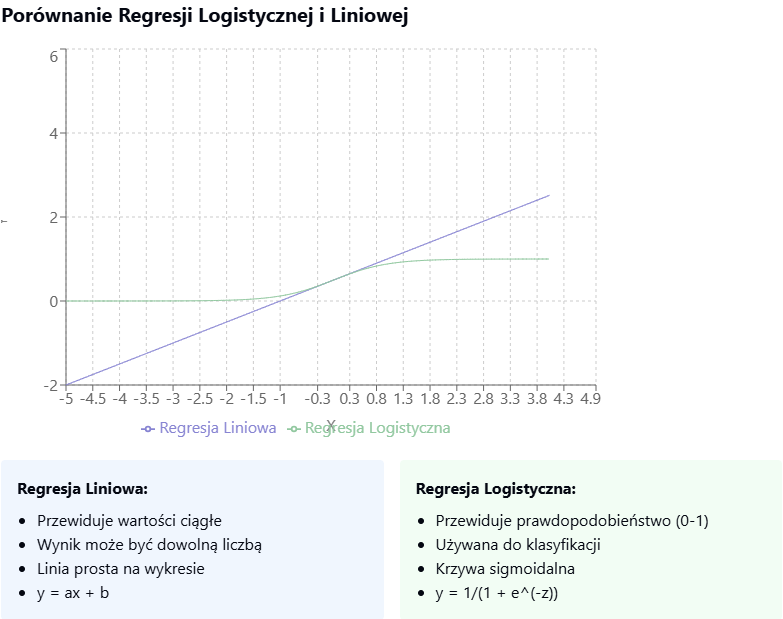 Porównanie Regresji Logistycznej i Liniowej
6
4
2
0
-2
-5 -4.5 -4 -3.5 -3 -2.5 -2 -1.5 -1 -0.3 0.3 0.8 1.3 1.8 2.3 2.8 3.3 3.8 4.3 4.9
X
Regresja Liniowa Regresja Logistyczna
Regresja Liniowa:
Przewiduje wartości ciągłe
Wynik może być dowolną liczbą
Linia prosta na wykresie
y = ax + b
Regresja Logistyczna:
Przewiduje prawdopodobieństwo (0-1)
Używana do klasyfikacji
Krzywa sigmoidalna
y = 1/(1 + e^(-z))